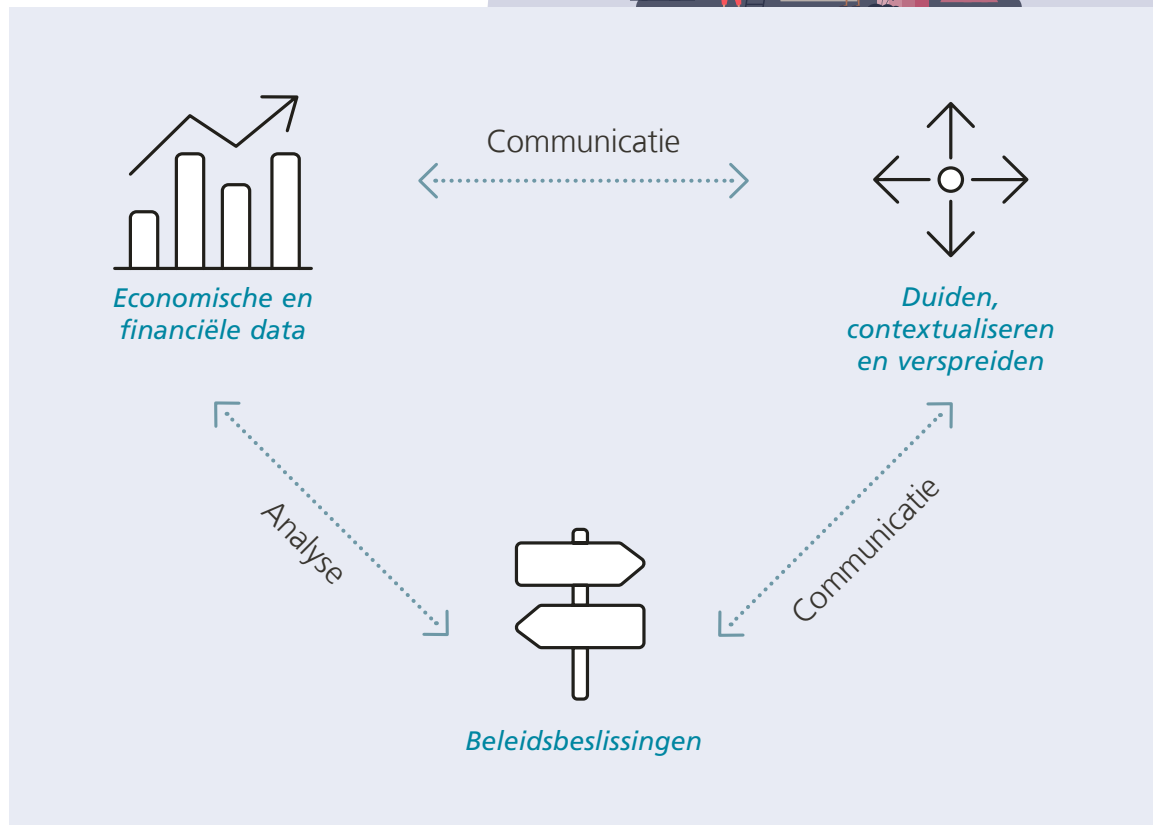 Communicatie
Economische en
financiële data
Duiden,
contextualiseren
en verspreiden
Analyse
Communicatie
Beleidsbeslissingen